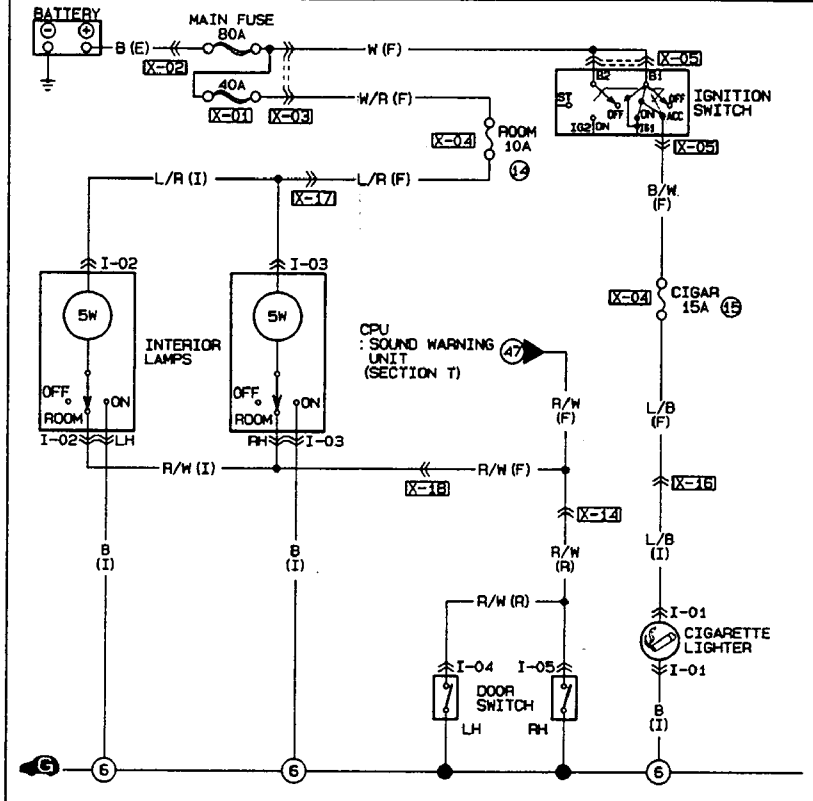 BATTERY
MAIN FUSE
80A
B (E)
X-02
W (F)
X-05
40A
X-01
X-03
W/R (F)
B2
B1
ST
OFF
IG2
ON
ON
IG1
OFF
ACC
IGNITION
SWITCH
X-05
X-04
ROOM
10A
14
L/R (I)
X-17
L/R (F)
B/W
(F)
I-02
I-03
5W
5W
X-04
CIGAR
15A
15
INTERIOR
LAMPS
CPU
: SOUND WARNING
UNIT
(SECTION T)
47
OFF
ON
ROOM
OFF
ON
ROOM
R/W
(F)
L/B
(F)
I-02
LH
RH
I-03
R/W (I)
X-18
R/W (F)
X-16
X-14
B
(I)
B
(I)
R/W
(R)
L/B
(I)
R/W (R)
I-01
CIGARETTE
LIGHTER
I-01
I-04
I-05
DOOR
SWITCH
LH
RH
B
(I)
G
6
6
6